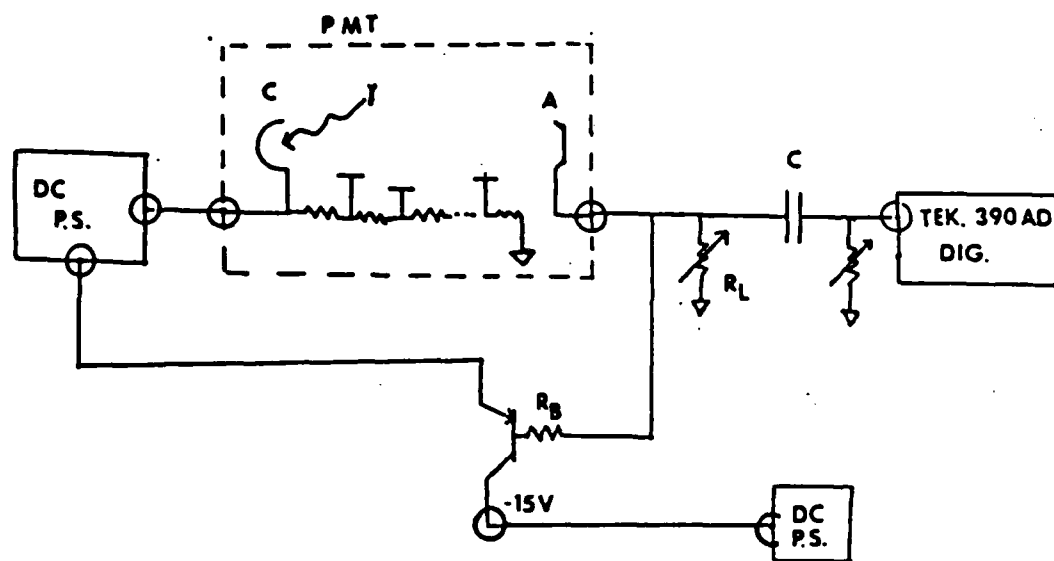 PMT
C
γ
A
DC
P.S.
C
TEK. 390 AD
DIG.
R_L
R_B
-15V
DC
P.S.